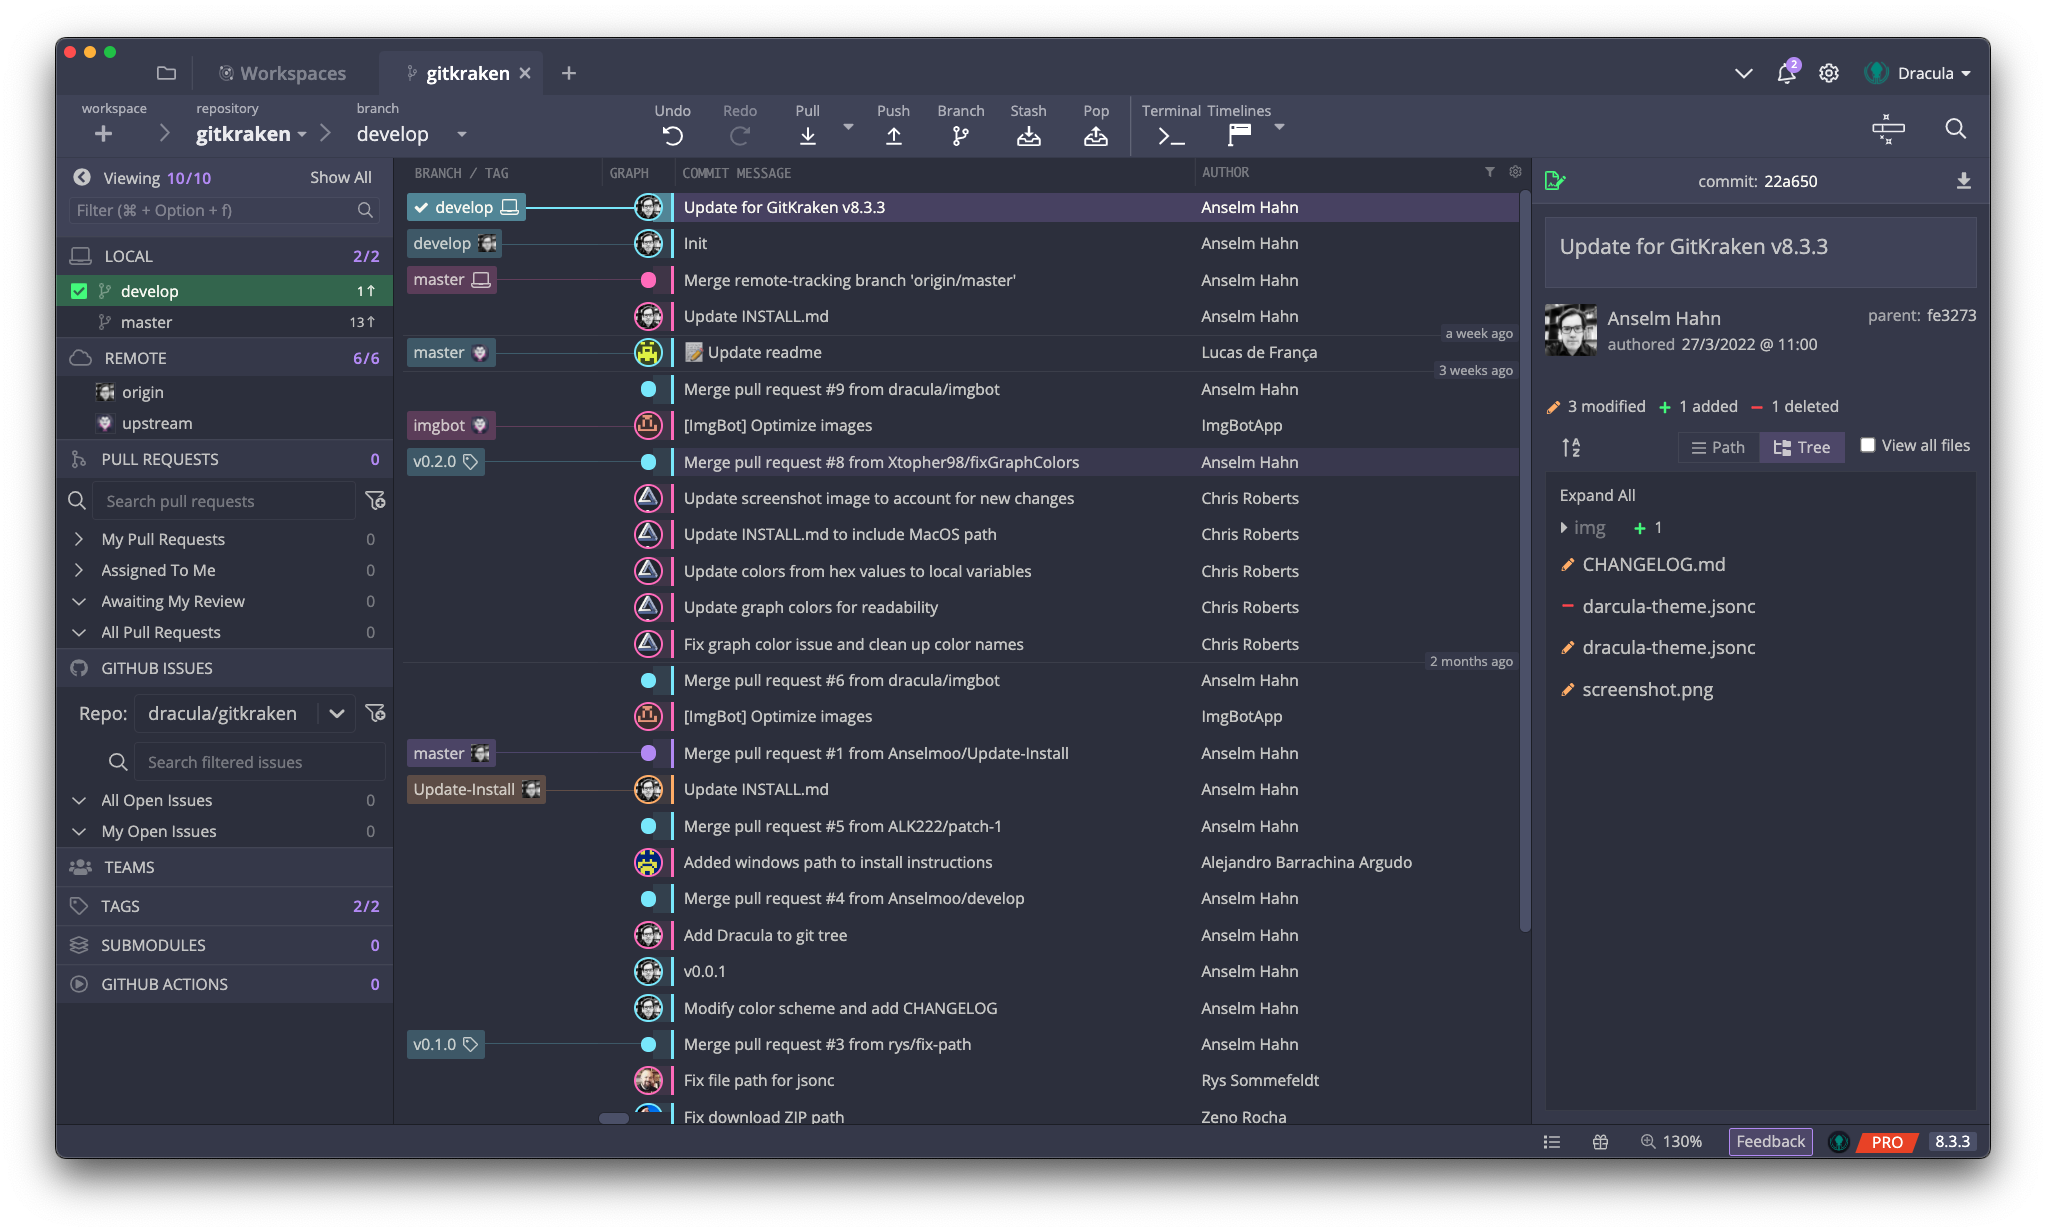 Workspaces
gitkraken
2
Dracula
workspace
repository
gitkraken
branch
develop
Undo
Redo
Pull
Push
Branch
Stash
Pop
Terminal
Timelines
Viewing 10/10
Show All
Filter (⌘ + Option + f)
LOCAL 2/2
develop 1↑
master 13↑
REMOTE 6/6
origin
upstream
PULL REQUESTS 0
Search pull requests
My Pull Requests 0
Assigned To Me 0
Awaiting My Review 0
All Pull Requests 0
GITHUB ISSUES
Repo: dracula/gitkraken
Search filtered issues
All Open Issues 0
My Open Issues 0
TEAMS
TAGS 2/2
SUBMODULES 0
GITHUB ACTIONS 0
BRANCH / TAG GRAPH COMMIT MESSAGE AUTHOR
develop Update for GitKraken v8.3.3 Anselm Hahn
develop Init Anselm Hahn
master Merge remote-tracking branch 'origin/master' Anselm Hahn
Update INSTALL.md Anselm Hahn
a week ago
master 📝 Update readme Lucas de França
3 weeks ago
Merge pull request #9 from dracula/imgbot Anselm Hahn
imgbot [ImgBot] Optimize images ImgBotApp
v0.2.0 Merge pull request #8 from Xtopher98/fixGraphColors Anselm Hahn
Update screenshot image to account for new changes Chris Roberts
Update INSTALL.md to include MacOS path Chris Roberts
Update colors from hex values to local variables Chris Roberts
Update graph colors for readability Chris Roberts
Fix graph color issue and clean up color names Chris Roberts
2 months ago
Merge pull request #6 from dracula/imgbot Anselm Hahn
[ImgBot] Optimize images ImgBotApp
master Merge pull request #1 from Anselmoo/Update-Install Anselm Hahn
Update-Install Update INSTALL.md Anselm Hahn
Merge pull request #5 from ALK222/patch-1 Anselm Hahn
Added windows path to install instructions Alejandro Barrachina Argudo
Merge pull request #4 from Anselmoo/develop Anselm Hahn
Add Dracula to git tree Anselm Hahn
v0.0.1 Anselm Hahn
Modify color scheme and add CHANGELOG Anselm Hahn
v0.1.0 Merge pull request #3 from rys/fix-path Anselm Hahn
Fix file path for jsonc Rys Sommefeldt
Fix download ZIP path Zeno Rocha
commit: 22a650
Update for GitKraken v8.3.3
Anselm Hahn
authored 27/3/2022 @ 11:00
parent: fe3273
3 modified + 1 added − 1 deleted
Path
Tree
View all files
Expand All
img + 1
CHANGELOG.md
darcula-theme.jsonc
dracula-theme.jsonc
screenshot.png
130%
Feedback
PRO
8.3.3